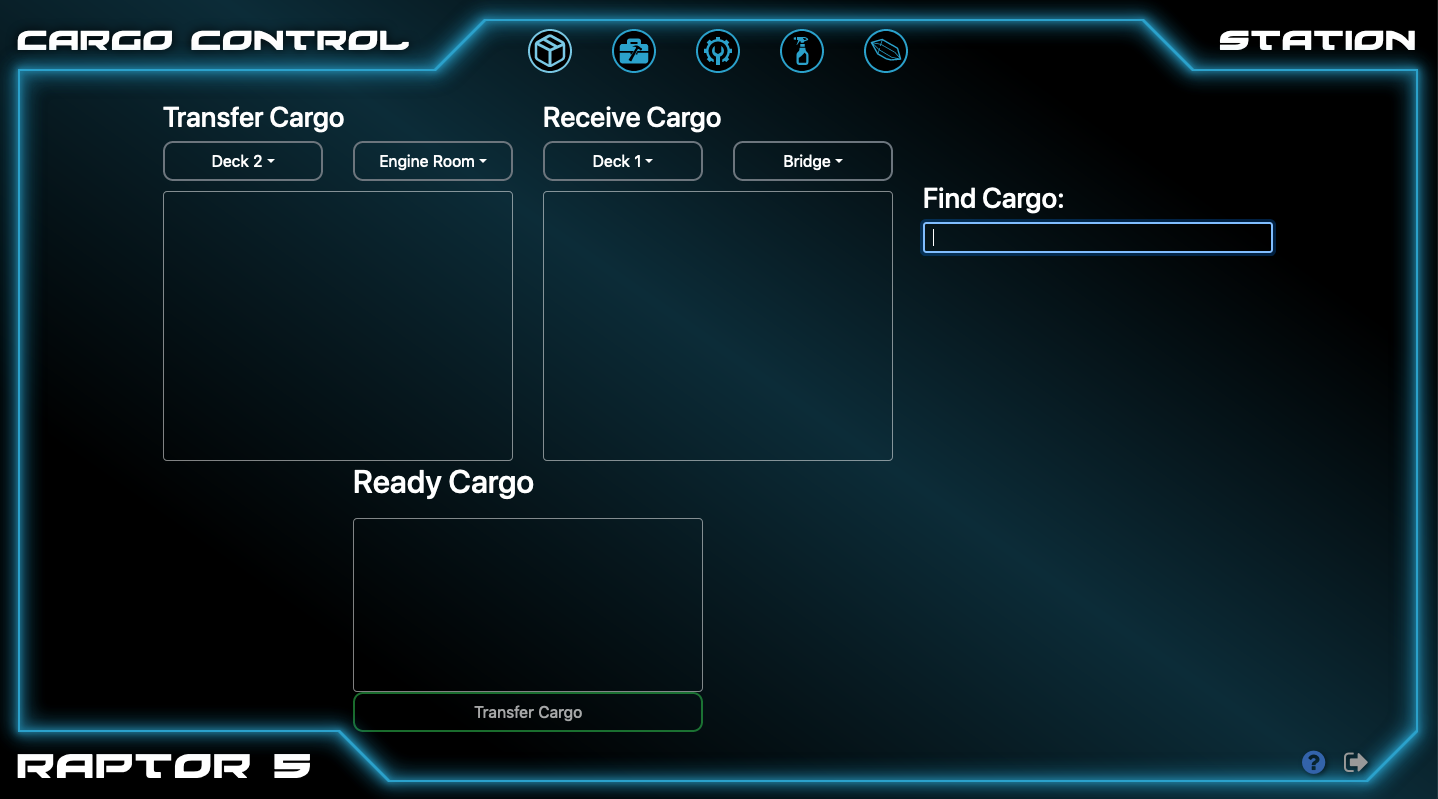 CARGO CONTROL
STATION
Transfer Cargo
Receive Cargo
Deck 2
Engine Room
Deck 1
Bridge
Find Cargo:
Ready Cargo
Transfer Cargo
RAPTOR 5
?